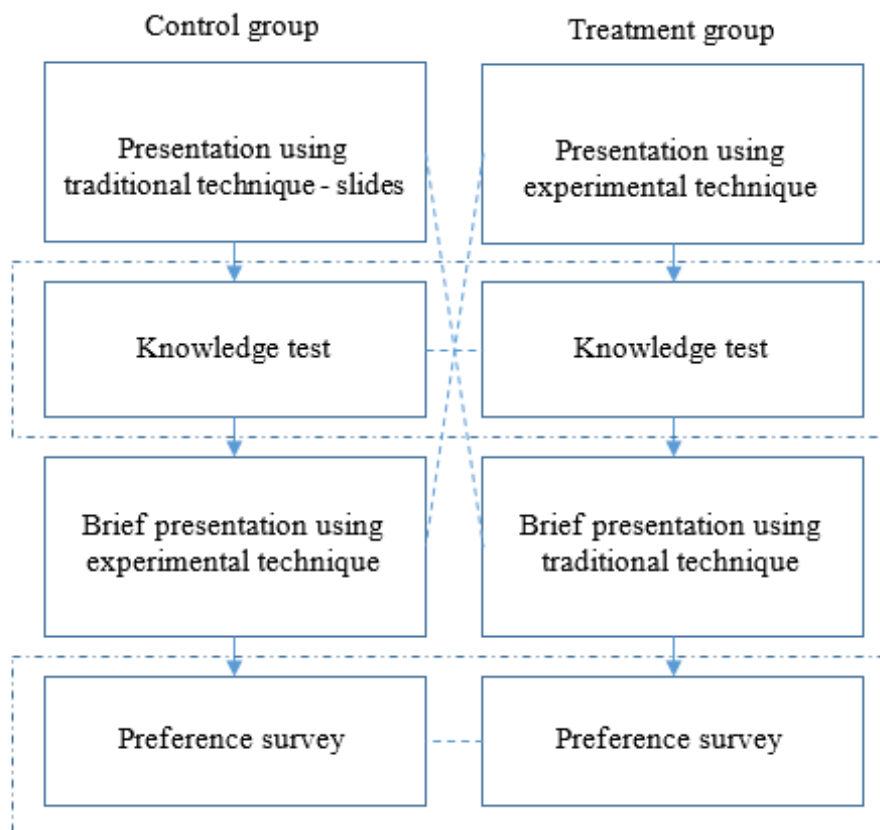 Control group
Treatment group
Presentation using
traditional technique - slides
Presentation using
experimental technique
Knowledge test
Knowledge test
Brief presentation using
experimental technique
Brief presentation using
traditional technique
Preference survey
Preference survey